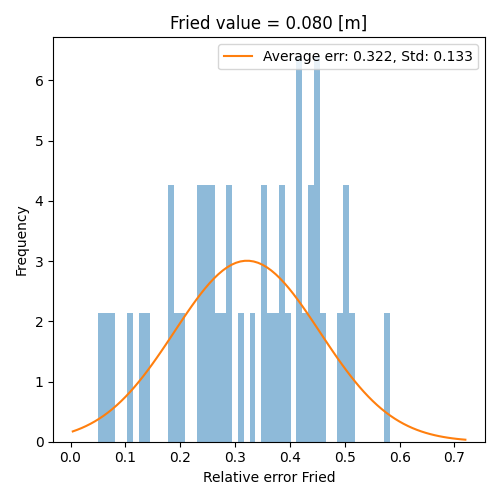 Fried value = 0.080 [m]
Average err: 0.322, Std: 0.133
Frequency
6
5
4
3
2
1
0
0.0 0.1 0.2 0.3 0.4 0.5 0.6 0.7
Relative error Fried